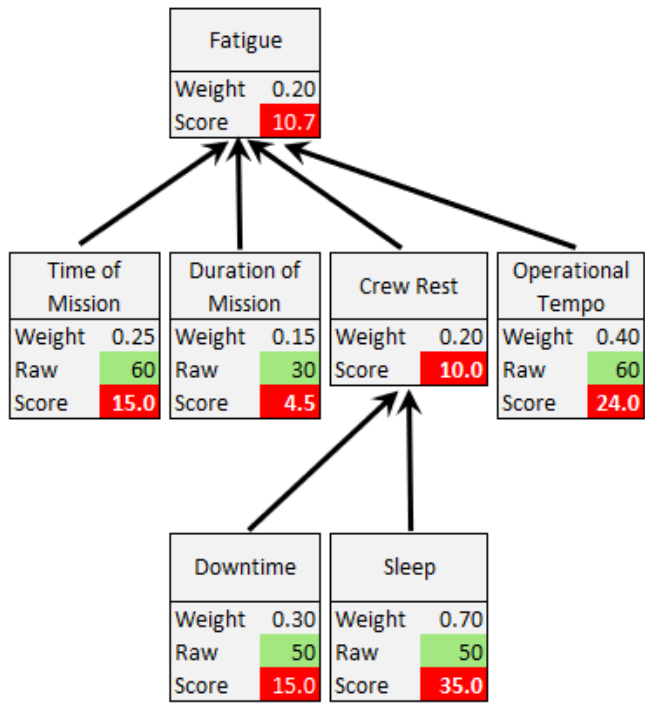 Fatigue
Weight 0.20
Score 10.7
Time of
Mission
Weight 0.25
Raw 60
Score 15.0
Duration of
Mission
Weight 0.15
Raw 30
Score 4.5
Crew Rest
Weight 0.20
Score 10.0
Operational
Tempo
Weight 0.40
Raw 60
Score 24.0
Downtime
Weight 0.30
Raw 50
Score 15.0
Sleep
Weight 0.70
Raw 50
Score 35.0